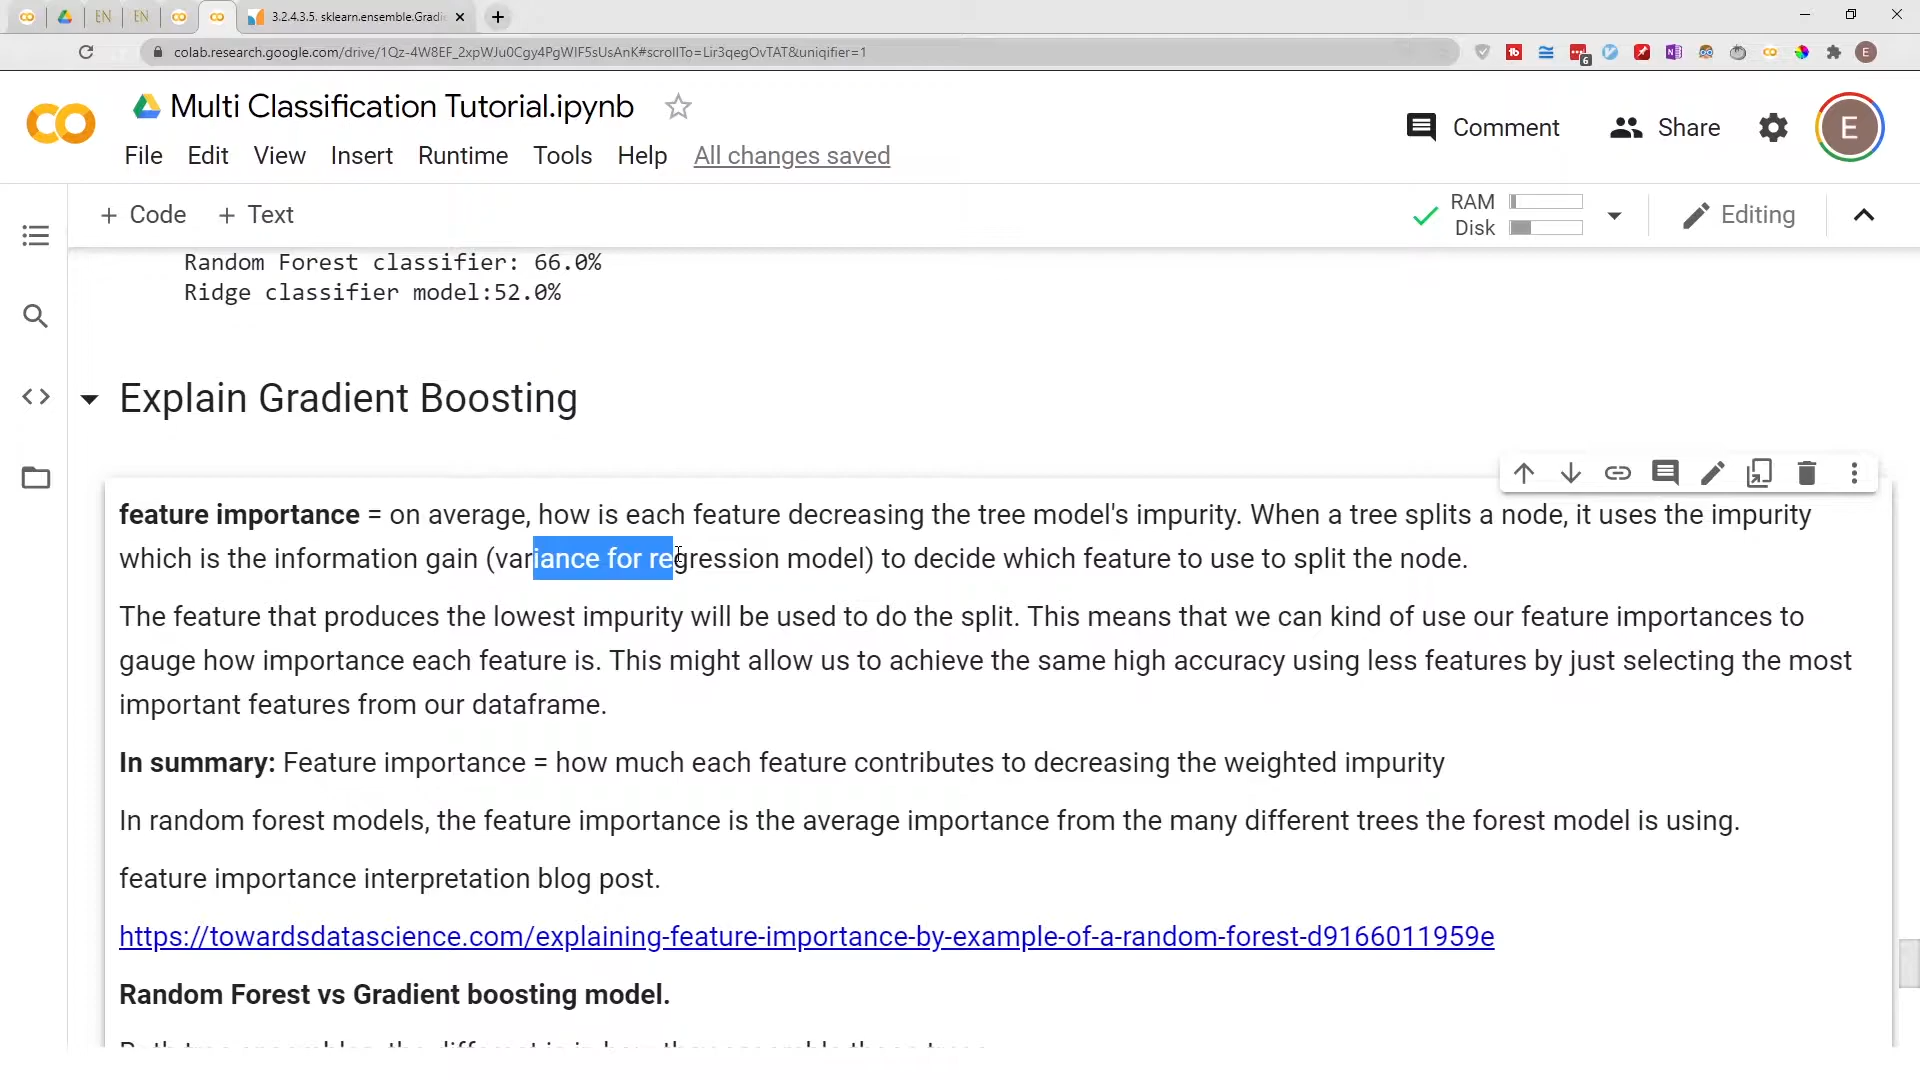 EN
EN
3.2.4.3.5. sklearn.ensemble.Gradie
colab.research.google.com/drive/1Qz-4W8EF_2xpWJu0Cgy4PgWIF5sUsAnK#scrollTo=Lir3qegOvTAT&uniqifier=1
6
E
Multi Classification Tutorial.ipynb
Comment
Share
E
File Edit View Insert Runtime Tools Help All changes saved
+ Code + Text
RAM
Disk
Editing
Random Forest classifier: 66.0%
Ridge classifier model:52.0%
Explain Gradient Boosting
feature importance = on average, how is each feature decreasing the tree model's impurity. When a tree splits a node, it uses the impurity
which is the information gain (variance for regression model) to decide which feature to use to split the node.
The feature that produces the lowest impurity will be used to do the split. This means that we can kind of use our feature importances to
gauge how importance each feature is. This might allow us to achieve the same high accuracy using less features by just selecting the most
important features from our dataframe.
In summary: Feature importance = how much each feature contributes to decreasing the weighted impurity
In random forest models, the feature importance is the average importance from the many different trees the forest model is using.
feature importance interpretation blog post.
https://towardsdatascience.com/explaining-feature-importance-by-example-of-a-random-forest-d9166011959e
Random Forest vs Gradient boosting model.